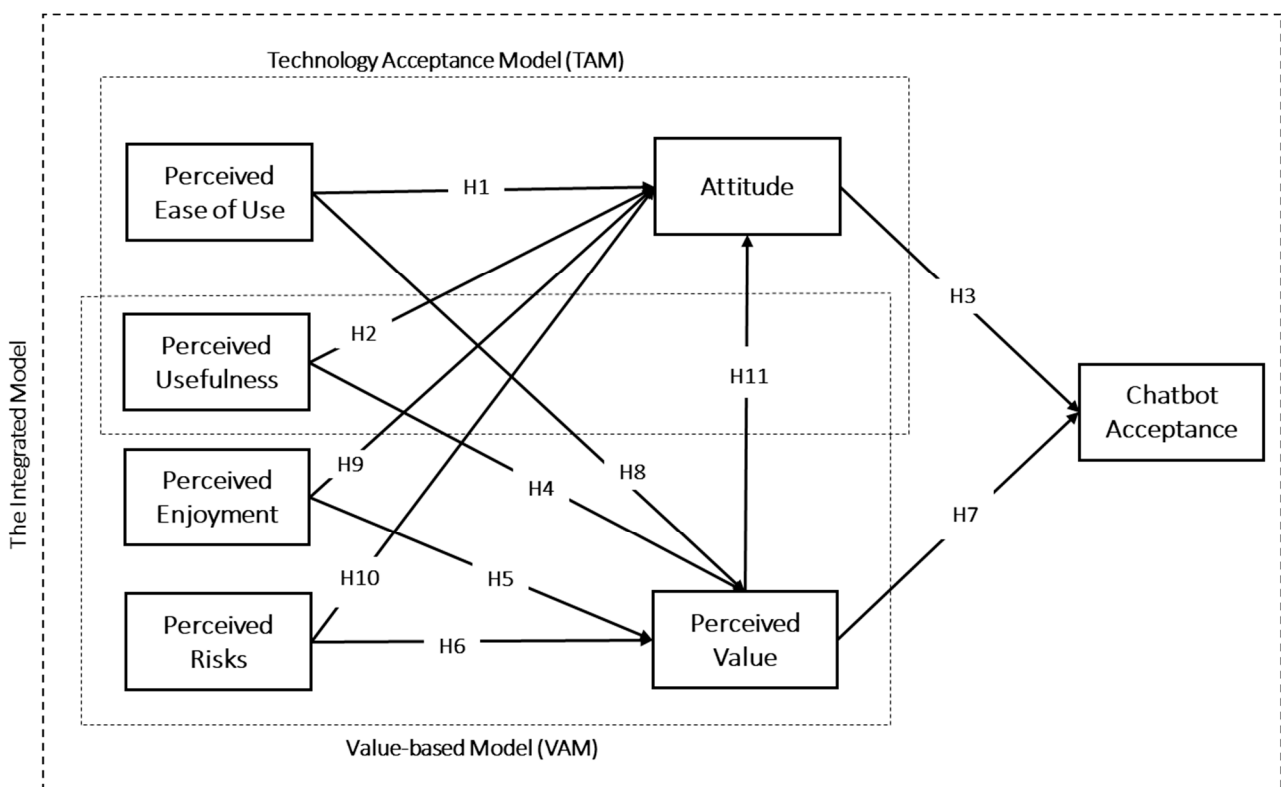 Technology Acceptance Model (TAM)
Perceived
Ease of Use
H1
Attitude
H2
H3
Perceived
Usefulness
H11
Chatbot
Acceptance
The Integrated Model
Perceived
Enjoyment
H9
H4
H8
H7
Perceived
Risks
H10
H5
H6
Perceived
Value
Value-based Model (VAM)